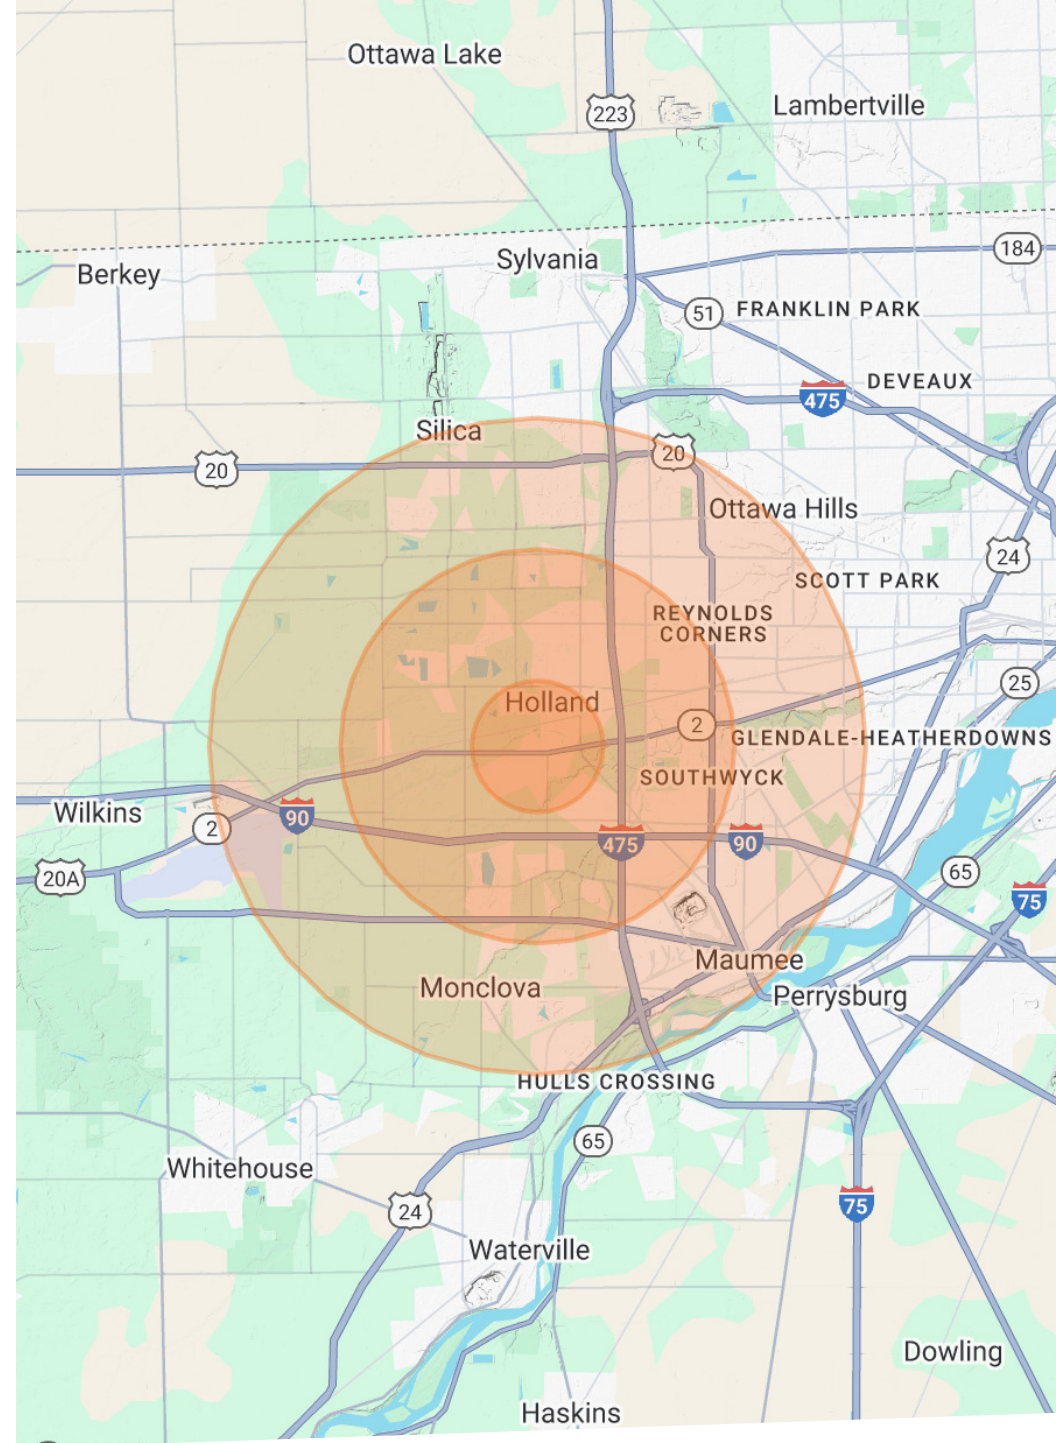 Ottawa Lake
223
Lambertville
184
Sylvania
Berkey
51
FRANKLIN PARK
DEVEAUX
475
Silica
20
20
Ottawa Hills
24
SCOTT PARK
REYNOLDS
CORNERS
25
Holland
2
GLENDALE-HEATHERDOWNS
SOUTHWYCK
Wilkins
90
2
475
90
20A
65
75
Maumee
Monclova
Perrysburg
HULLS CROSSING
65
Whitehouse
75
24
Waterville
Dowling
Haskins